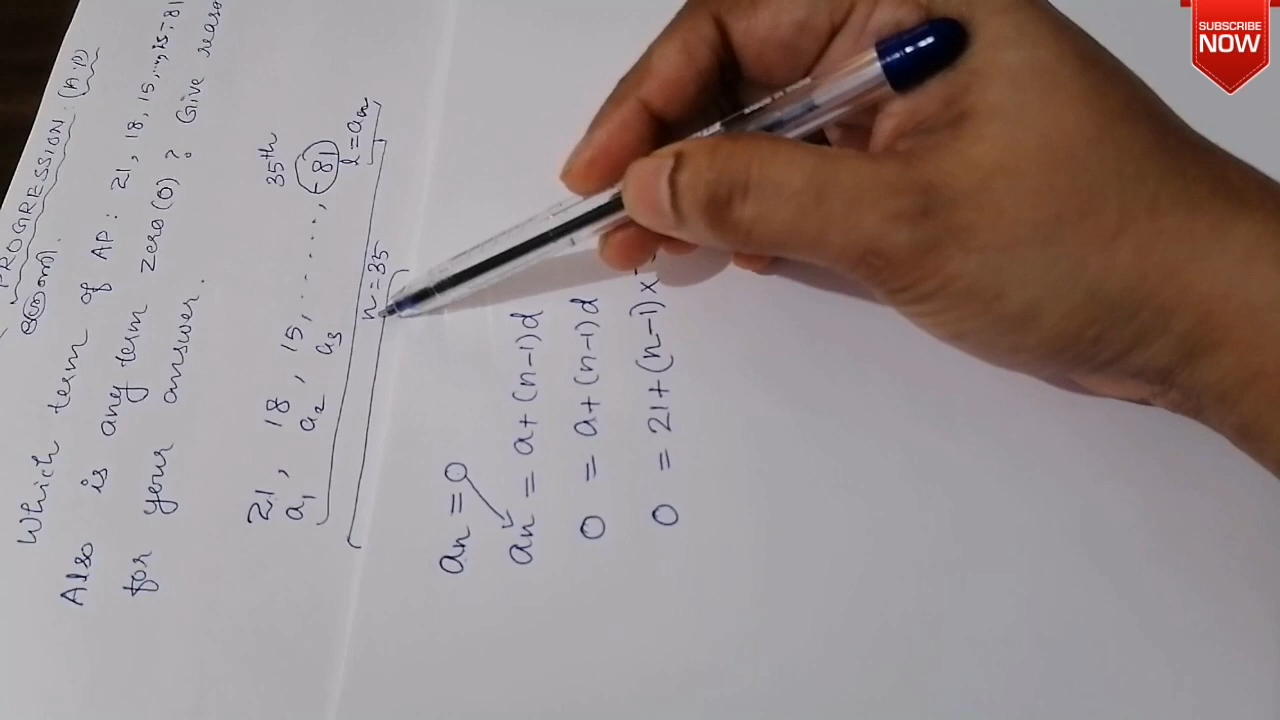 PROGRESSION: (A.P)
Which term of AP: 21, 18, 15,...,is -81
Also is any term zero(0)? Give reason
for your answer.
35th
21, 18, 15, ......., -81
a₁ a₂ a₃ l = an
n = 35
an = 0
an = a+(n-1)d
0 = a+(n-1)d
0 = 21+(n-1)x
SUBSCRIBE
NOW